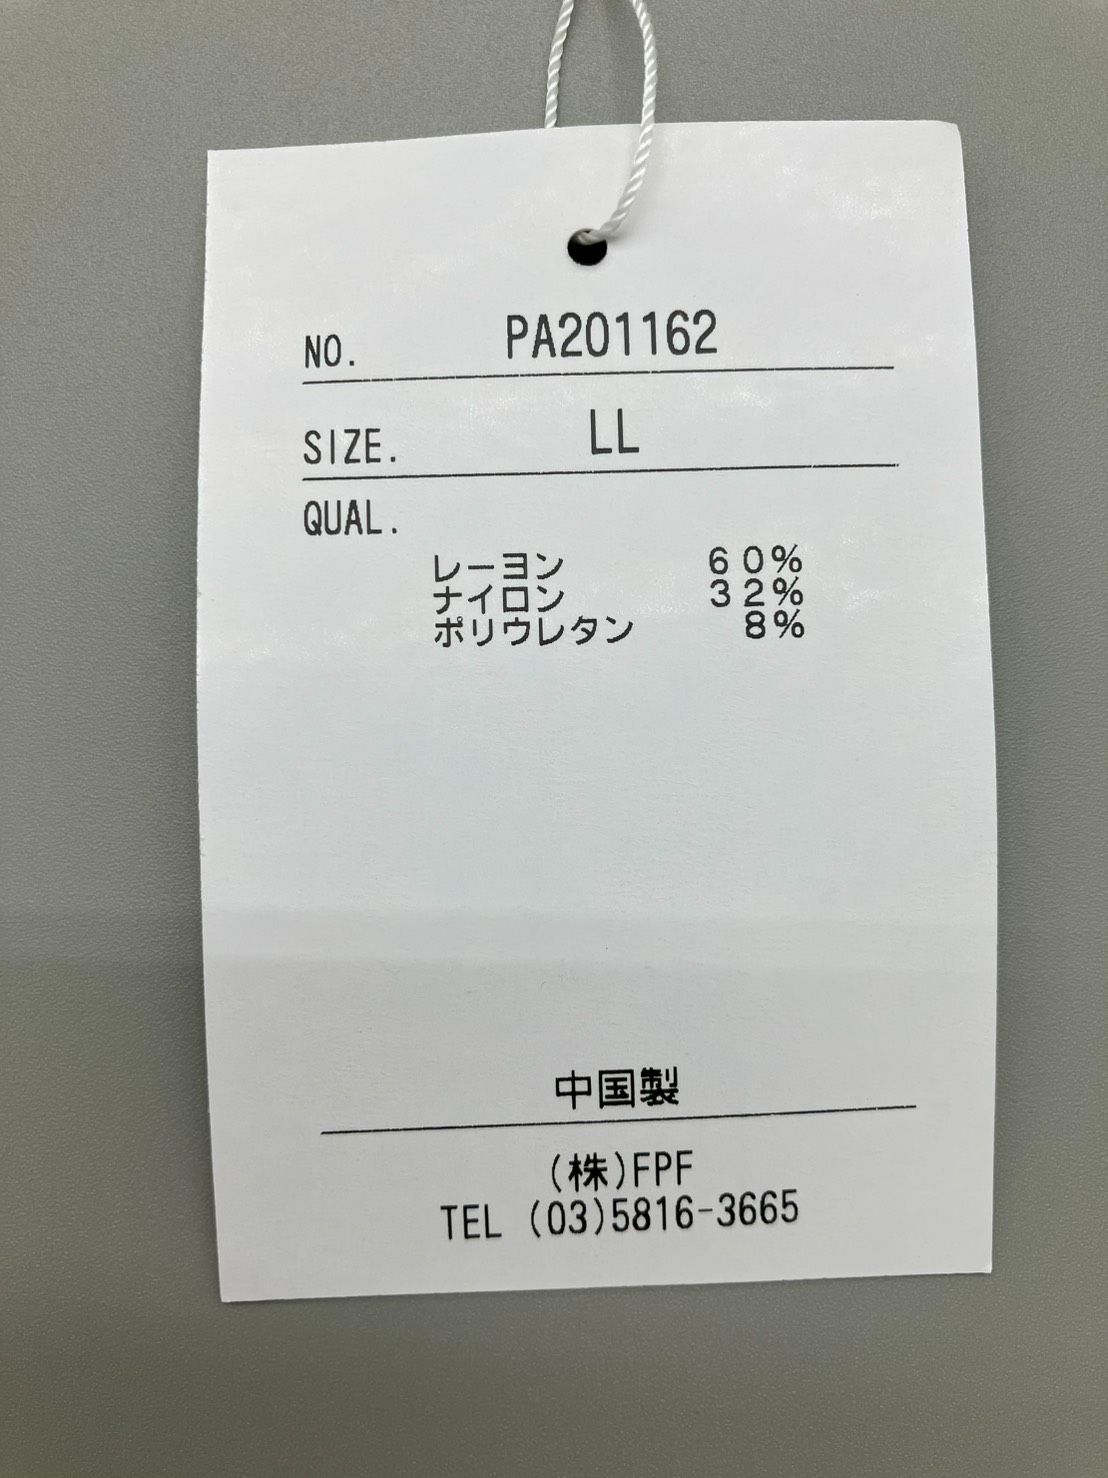 NO. PA201162
SIZE. LL
QUAL.
レーヨン 60%
ナイロン 32%
ポリウレタン 8%
中国製
(株)FPF
TEL (03)5816-3665